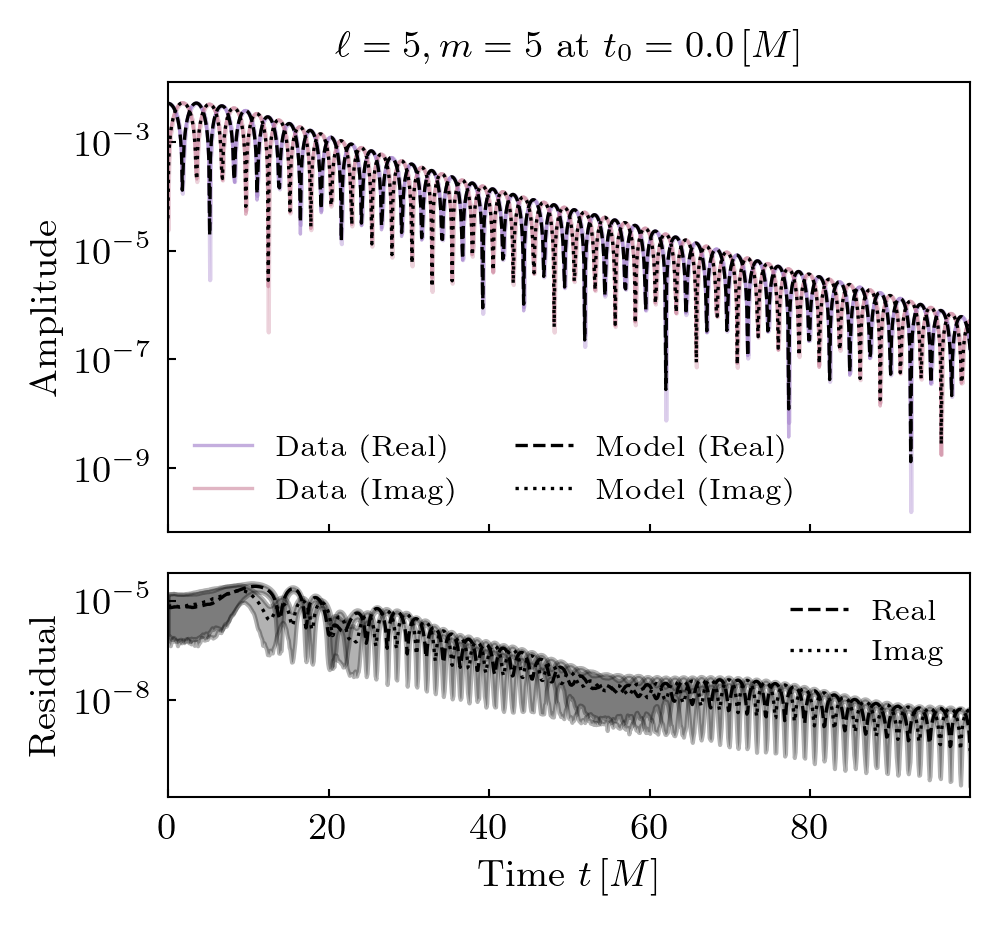 ℓ = 5, m = 5 at t₀ = 0.0 [M]
Amplitude
10⁻³
10⁻⁵
10⁻⁷
10⁻⁹
Data (Real)
Data (Imag)
Model (Real)
Model (Imag)
Residual
10⁻⁵
10⁻⁸
Real
Imag
0 20 40 60 80
Time t [M]